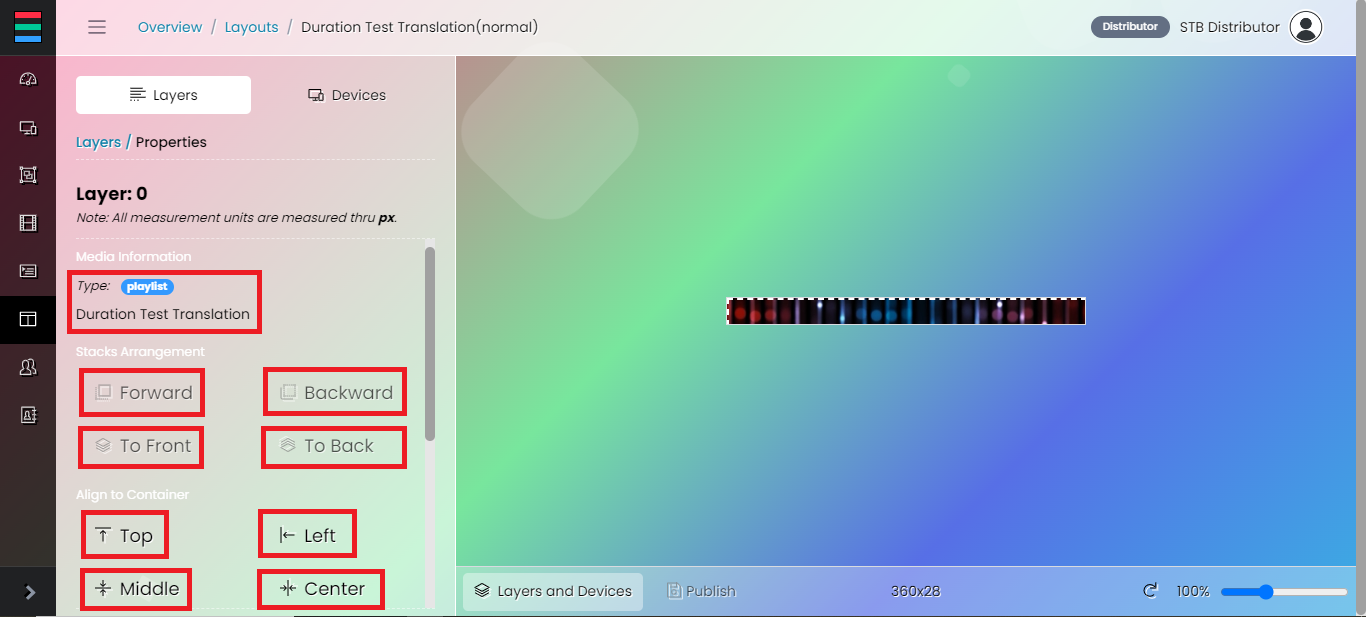 Overview / Layouts / Duration Test Translation(normal)
Distributor STB Distributor
Layers Devices
Layers / Properties
Layer: 0
Note: All measurement units are measured thru px.
Media Information
Type: playlist
Duration Test Translation
Stacks Arrangement
Forward Backward
To Front To Back
Align to Container
Top Left
Middle Center
Layers and Devices Publish 360x28 100%